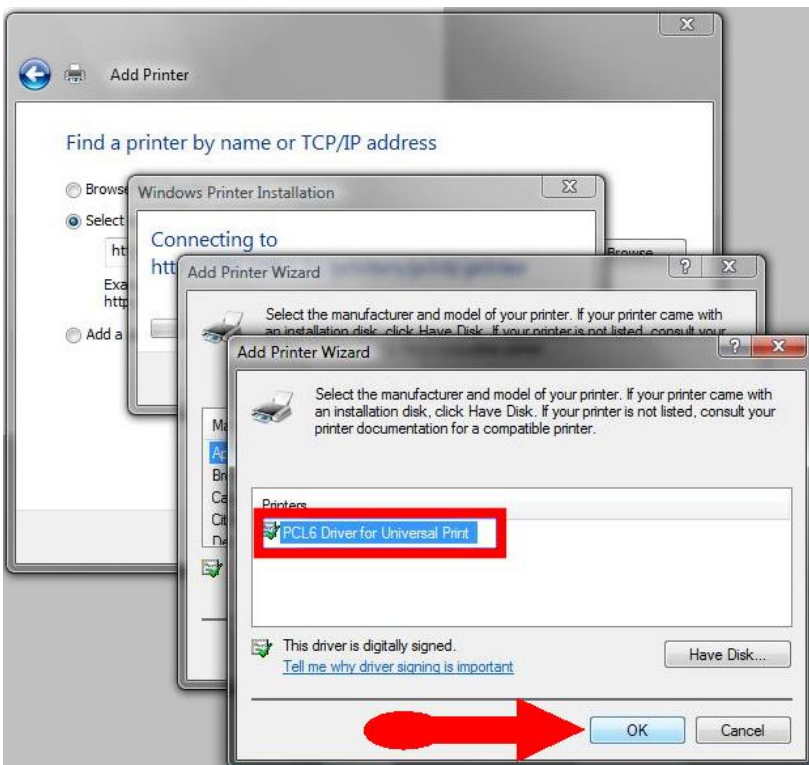 Add Printer
Find a printer by name or TCP/IP address
Browse
Select
Browse...
Add a
Windows Printer Installation
Connecting to
Add Printer Wizard
Select the manufacturer and model of your printer. If your printer came with
an installation disk, click Have Disk. If your printer is not listed, consult your
Add Printer Wizard
Select the manufacturer and model of your printer. If your printer came with
an installation disk, click Have Disk. If your printer is not listed, consult your
printer documentation for a compatible printer.
Printers
PCL6 Driver for Universal Print
This driver is digitally signed.
Tell me why driver signing is important
Have Disk...
OK
Cancel